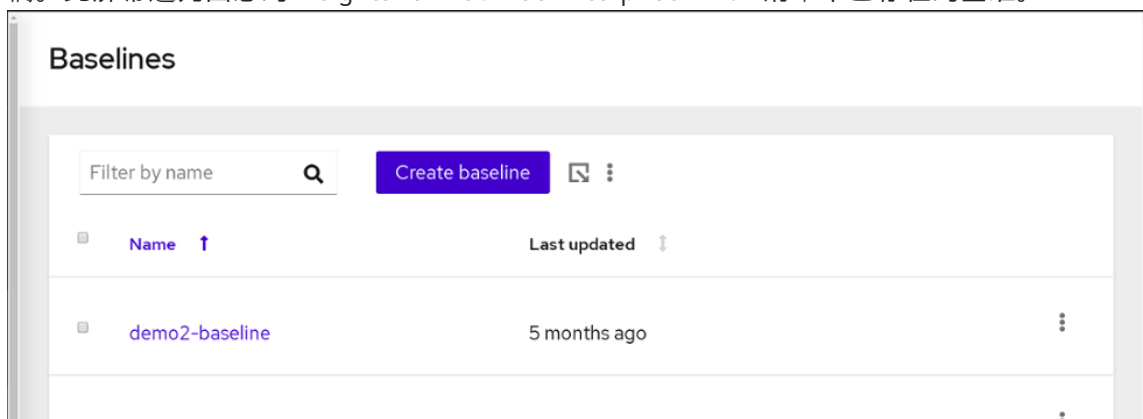 Baselines
Filter by name Create baseline
Name Last updated
demo2-baseline 5 months ago